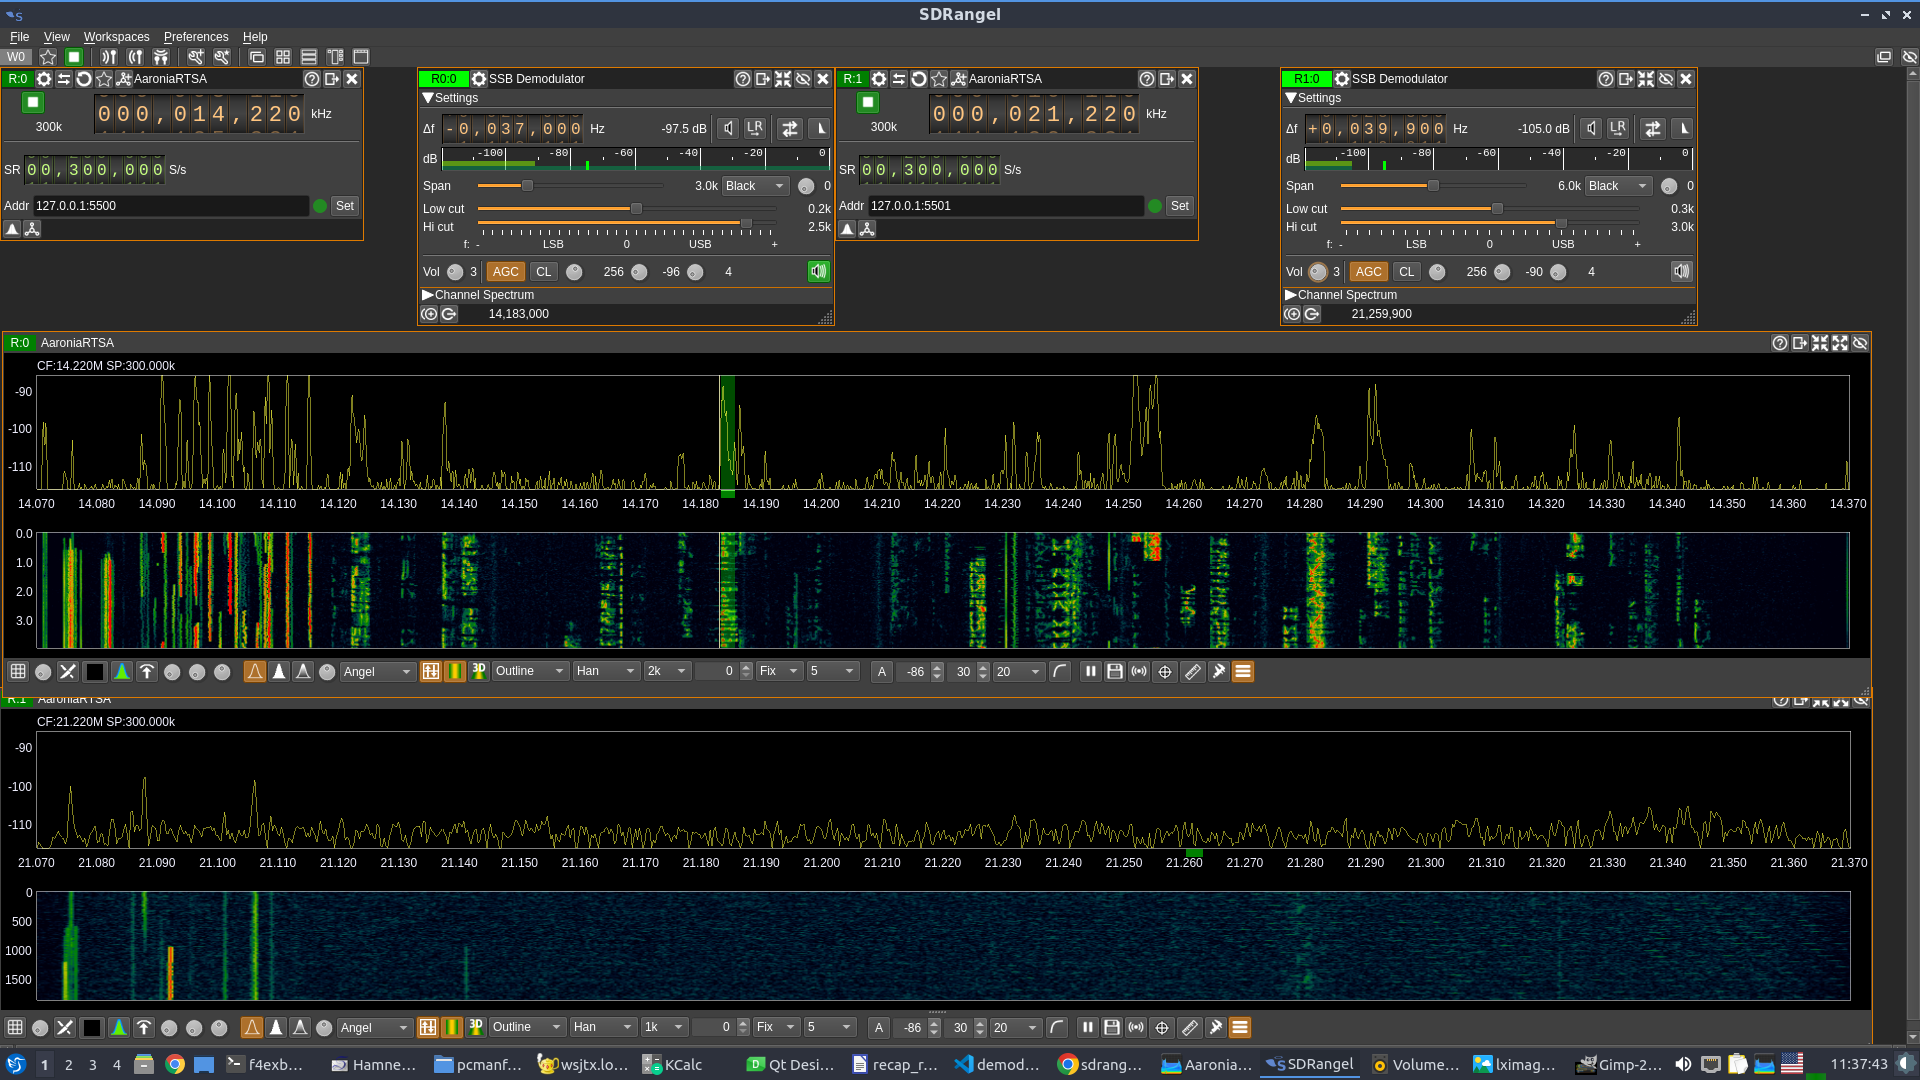 SDRangel
File View Workspaces Preferences Help
W0
R:0 AaroniaRTSA
300k
000,014,220 kHz
SR 00,300,000 S/s
Addr 127.0.0.1:5500 Set
R0:0 SSB Demodulator
Settings
Δf -0,037,000 Hz -97.5 dB LR
dB -100 -80 -60 -40 -20 0
Span 3.0k Black 0
Low cut 0.2k
Hi cut 2.5k
f: - LSB 0 USB +
Vol 3 AGC CL 256 -96 4
Channel Spectrum
14,183,000
R:1 AaroniaRTSA
300k
000,021,220 kHz
SR 00,300,000 S/s
Addr 127.0.0.1:5501 Set
R1:0 SSB Demodulator
Settings
Δf +0,039,900 Hz -105.0 dB LR
dB -100 -80 -60 -40 -20 0
Span 6.0k Black 0
Low cut 0.3k
Hi cut 3.0k
f: - LSB 0 USB +
Vol 3 AGC CL 256 -90 4
Channel Spectrum
21,259,900
R:0 AaroniaRTSA
CF:14.220M SP:300.000k
-90
-100
-110
14.070 14.080 14.090 14.100 14.110 14.120 14.130 14.140 14.150 14.160 14.170 14.180 14.190 14.200 14.210 14.220 14.230 14.240 14.250 14.260 14.270 14.280 14.290 14.300 14.310 14.320 14.330 14.340 14.350 14.360 14.370
0.0
1.0
2.0
3.0
Angel 3D Outline Han 2k 0 Fix 5 A -86 30 20
R:1 AaroniaRTSA
CF:21.220M SP:300.000k
-90
-100
-110
21.070 21.080 21.090 21.100 21.110 21.120 21.130 21.140 21.150 21.160 21.170 21.180 21.190 21.200 21.210 21.220 21.230 21.240 21.250 21.260 21.270 21.280 21.290 21.300 21.310 21.320 21.330 21.340 21.350 21.360 21.370
0
500
1000
1500
Angel 3D Outline Han 1k 0 Fix 5 A -86 30 20
1 2 3 4 f4exb... Hamne... pcmanf... wsjtx.lo... KCalc Qt Desi... recap_r... demod... sdrang... Aaronia... SDRangel Volume... lximag... Gimp-2... 11:37:43